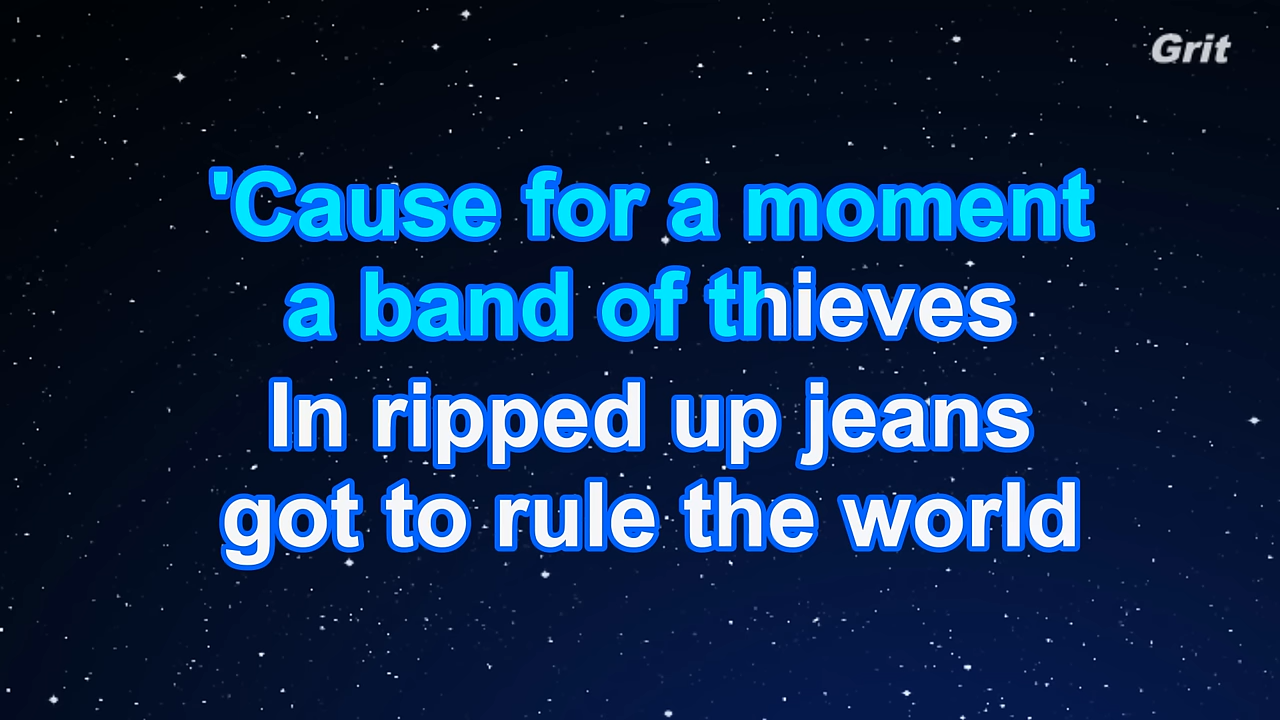 Grit
'Cause for a moment
a band of thieves
In ripped up jeans
got to rule the world